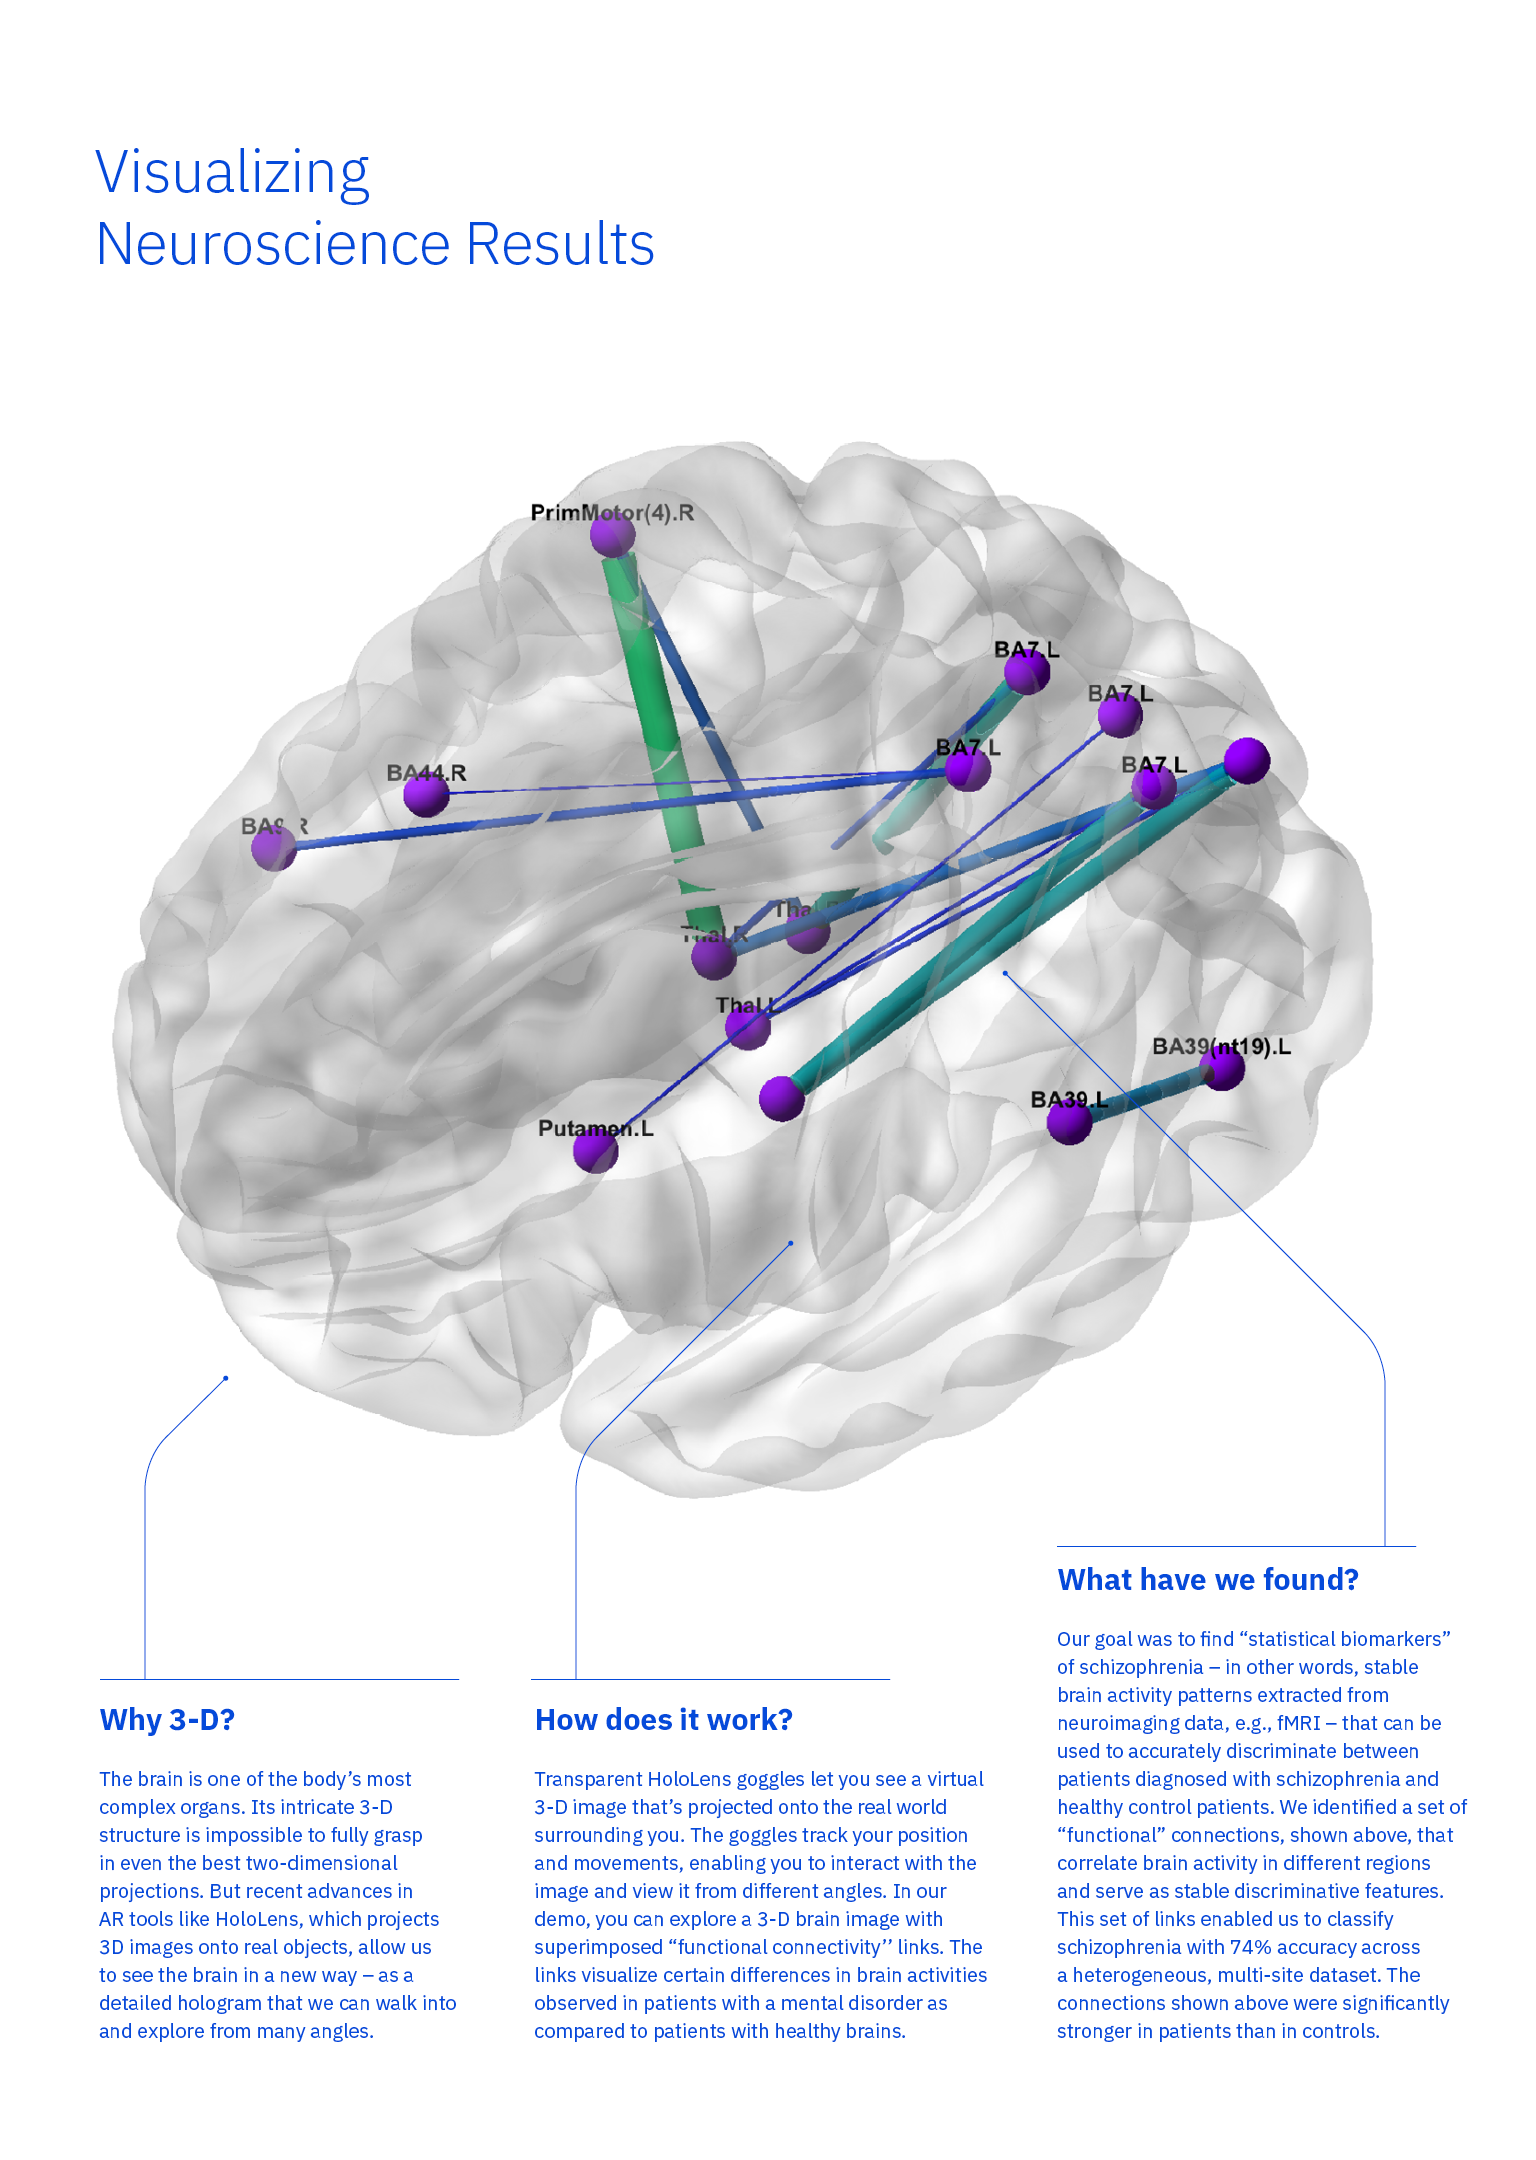 Visualizing
Neuroscience Results
PrimMotor(4).R
BA7.L
BA7.L
BA7.L
BA7.L
BA44.R
BA9.R
Thal.R
Thal.R
Thal.L
BA39(nt19).L
BA39.L
Putamen.L
Why 3-D?
The brain is one of the body’s most
complex organs. Its intricate 3-D
structure is impossible to fully grasp
in even the best two-dimensional
projections. But recent advances in
AR tools like HoloLens, which projects
3D images onto real objects, allow us
to see the brain in a new way – as a
detailed hologram that we can walk into
and explore from many angles.
How does it work?
Transparent HoloLens goggles let you see a virtual
3-D image that’s projected onto the real world
surrounding you. The goggles track your position
and movements, enabling you to interact with the
image and view it from different angles. In our
demo, you can explore a 3-D brain image with
superimposed “functional connectivity’’ links. The
links visualize certain differences in brain activities
observed in patients with a mental disorder as
compared to patients with healthy brains.
What have we found?
Our goal was to find “statistical biomarkers”
of schizophrenia – in other words, stable
brain activity patterns extracted from
neuroimaging data, e.g., fMRI – that can be
used to accurately discriminate between
patients diagnosed with schizophrenia and
healthy control patients. We identified a set of
“functional” connections, shown above, that
correlate brain activity in different regions
and serve as stable discriminative features.
This set of links enabled us to classify
schizophrenia with 74% accuracy across
a heterogeneous, multi-site dataset. The
connections shown above were significantly
stronger in patients than in controls.